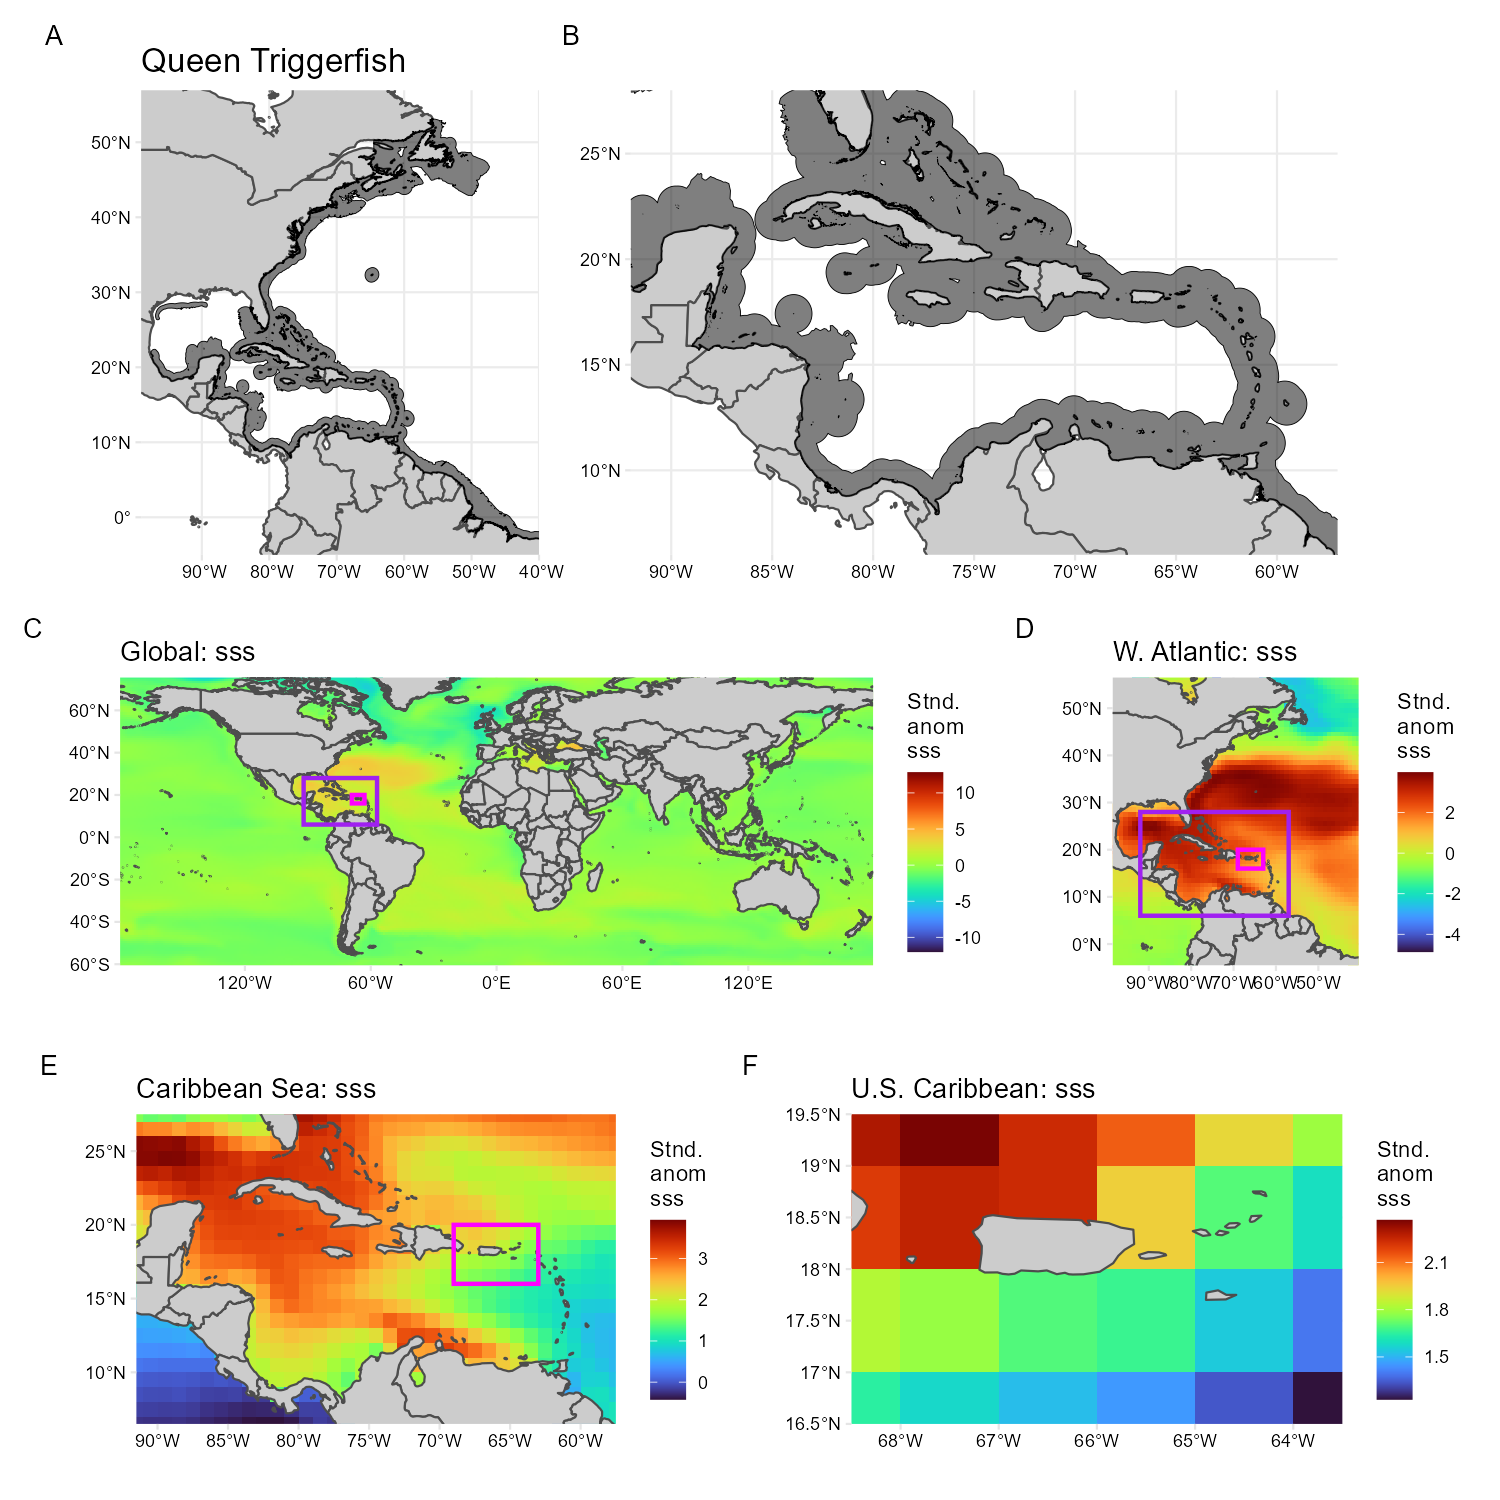 A
B
Queen Triggerfish
50°N
40°N
30°N
20°N
10°N
0°
90°W
80°W
70°W
60°W
50°W
40°W
25°N
20°N
15°N
10°N
90°W
85°W
80°W
75°W
70°W
65°W
60°W
C
Global: sss
60°N
40°N
20°N
0°N
20°S
40°S
60°S
120°W
60°W
0°E
60°E
120°E
Stnd.
anom
sss
10
5
0
-5
-10
D
W. Atlantic: sss
50°N
40°N
30°N
20°N
10°N
0°N
90°W
80°W
70°W
60°W
50°W
Stnd.
anom
sss
2
0
-2
-4
E
Caribbean Sea: sss
25°N
20°N
15°N
10°N
90°W
85°W
80°W
75°W
70°W
65°W
60°W
Stnd.
anom
sss
3
2
1
0
F
U.S. Caribbean: sss
19.5°N
19°N
18.5°N
18°N
17.5°N
17°N
16.5°N
68°W
67°W
66°W
65°W
64°W
Stnd.
anom
sss
2.1
1.8
1.5